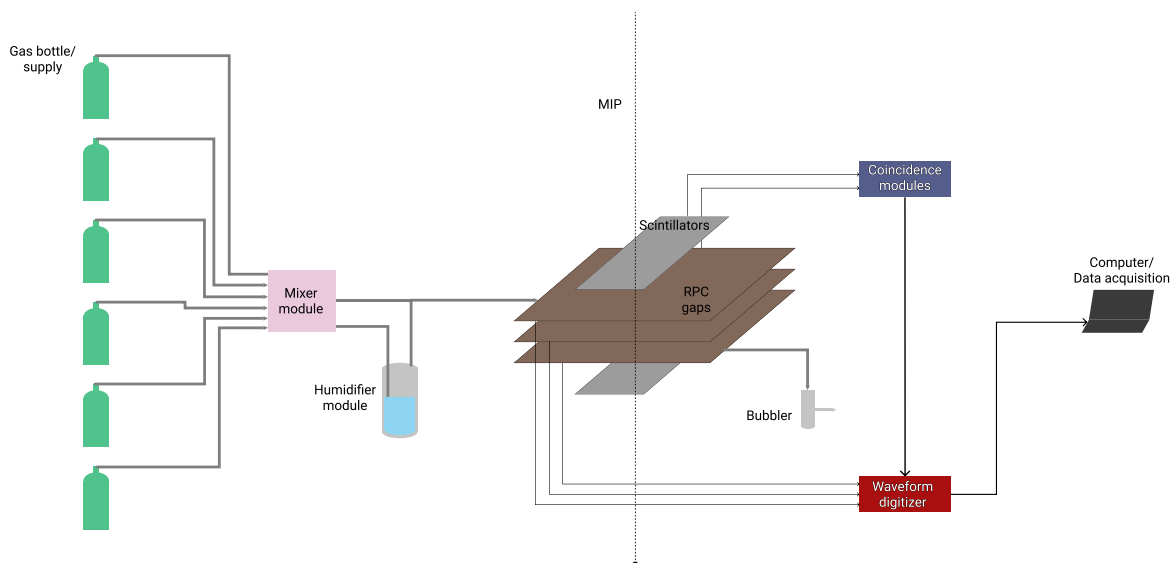 Gas bottle/
supply
MIP
Coincidence
modules
Scintillators
Computer/
Data acquisition
Mixer
module
RPC
gaps
Humidifier
module
Bubbler
Waveform
digitizer